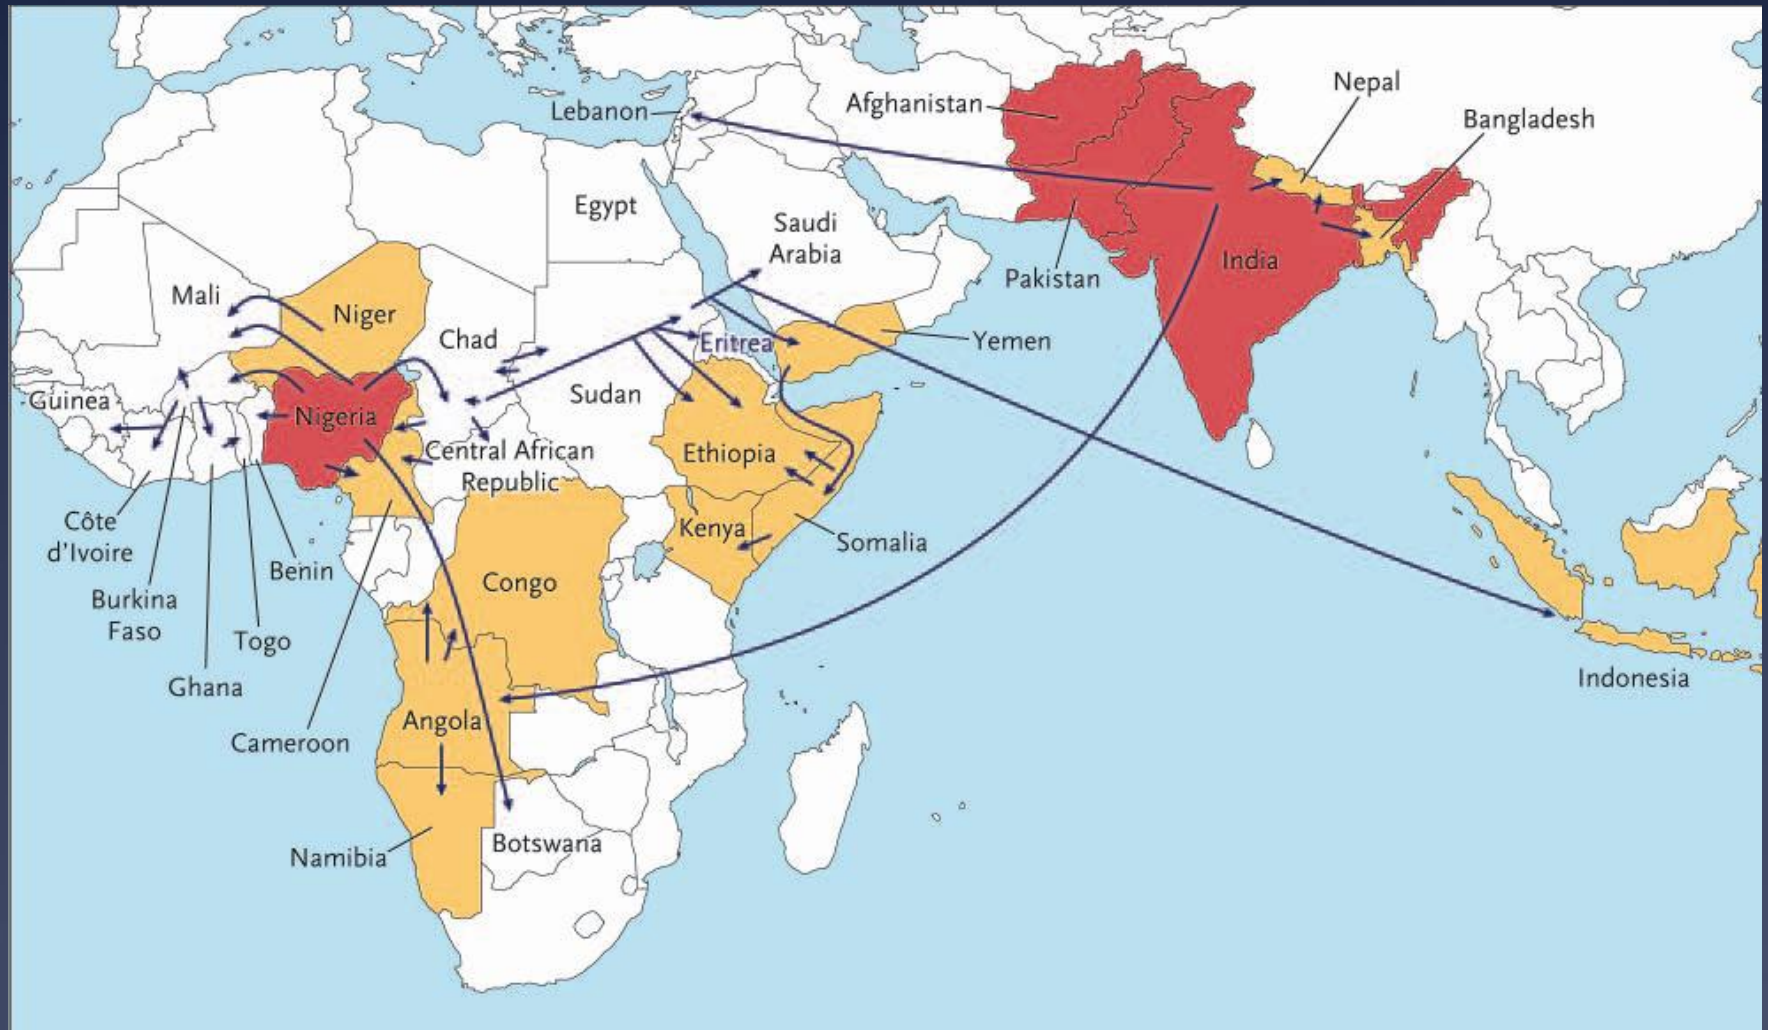 Nepal
Lebanon
Afghanistan
Bangladesh
Egypt
Saudi
Arabia
Pakistan
India
Mali
Niger
Chad
Eritrea
Yemen
Guinea
Nigeria
Sudan
Central African
Republic
Ethiopia
Côte
d'Ivoire
Kenya
Somalia
Benin
Congo
Burkina
Faso
Togo
Ghana
Indonesia
Angola
Cameroon
Namibia
Botswana